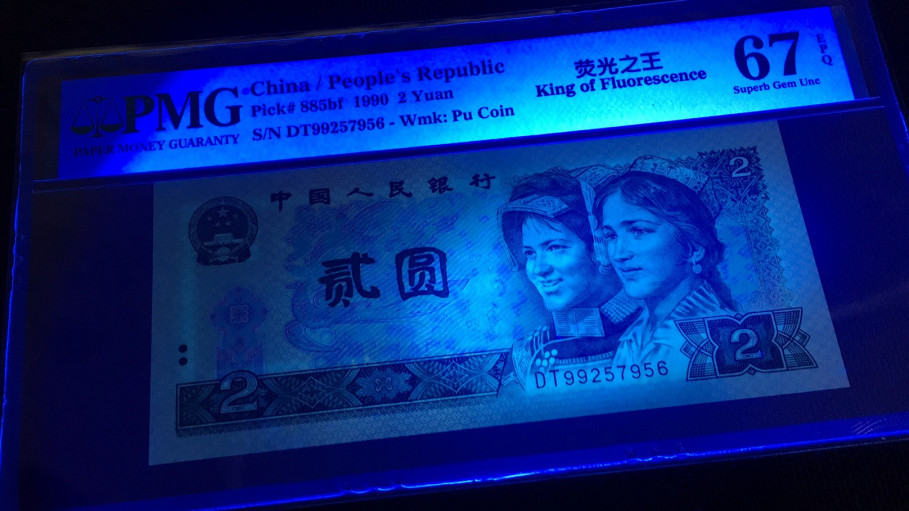 PMG
PAPER MONEY GUARANTY
China / People's Republic
Pick# 885bf 1990 2 Yuan
S/N DT99257956 - Wmk: Pu Coin
荧光之王
King of Fluorescence
67
EPQ
Superb Gem Unc
中国人民银行
2
贰圆
2
2
DT99257956